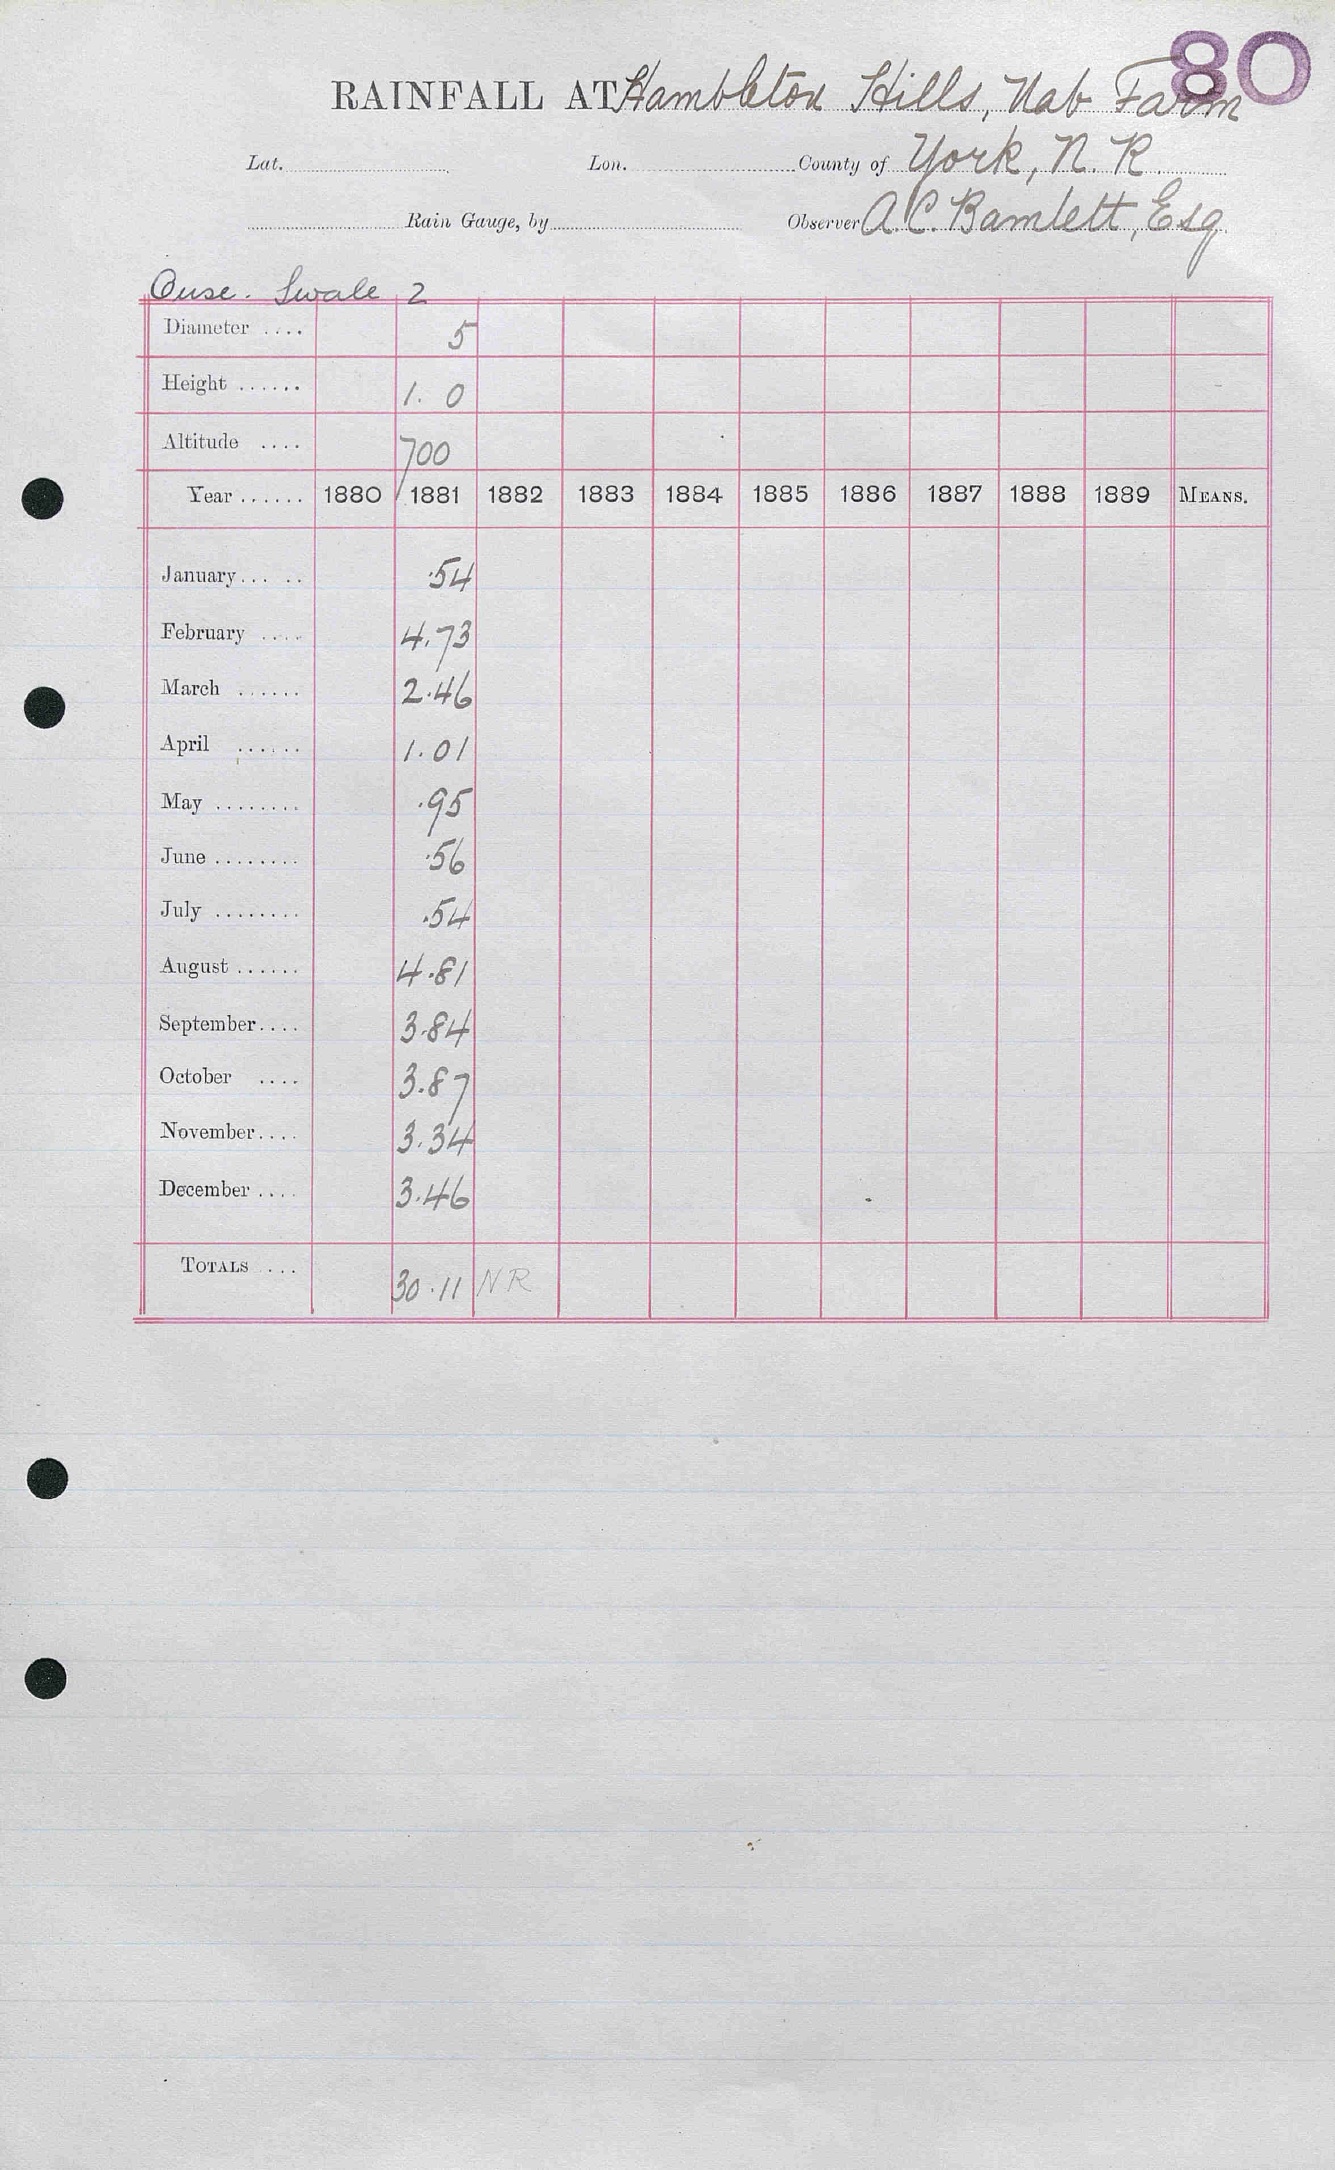 80
RAINFALL AT Hambleton Hills, Nab Farm
Lat. Lon. County of York, N. R.
Rain Gauge, by Observer A. C. Bamlett, Esq.
Ouse. Swale 2
Diameter .... 5
Height ...... 1. 0
Altitude .... 700
Year ...... 1880 1881 1882 1883 1884 1885 1886 1887 1888 1889 MEANS.
January... .. .54
February .... 4.73
March ...... 2.46
April ...... 1.01
May ........ .95
June ........ .56
July ........ .54
August ...... 4.81
September.... 3.84
October .... 3.87
November.... 3.34
December .... 3.46
TOTALS .... 30.11 NR